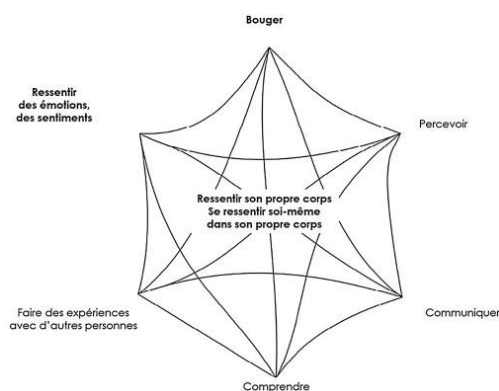 Bouger
Ressentir
des émotions,
des sentiments
Percevoir
Ressentir son propre corps
Se ressentir soi-même
dans son propre corps
Faire des expériences
avec d'autres personnes
Communiquer
Comprendre